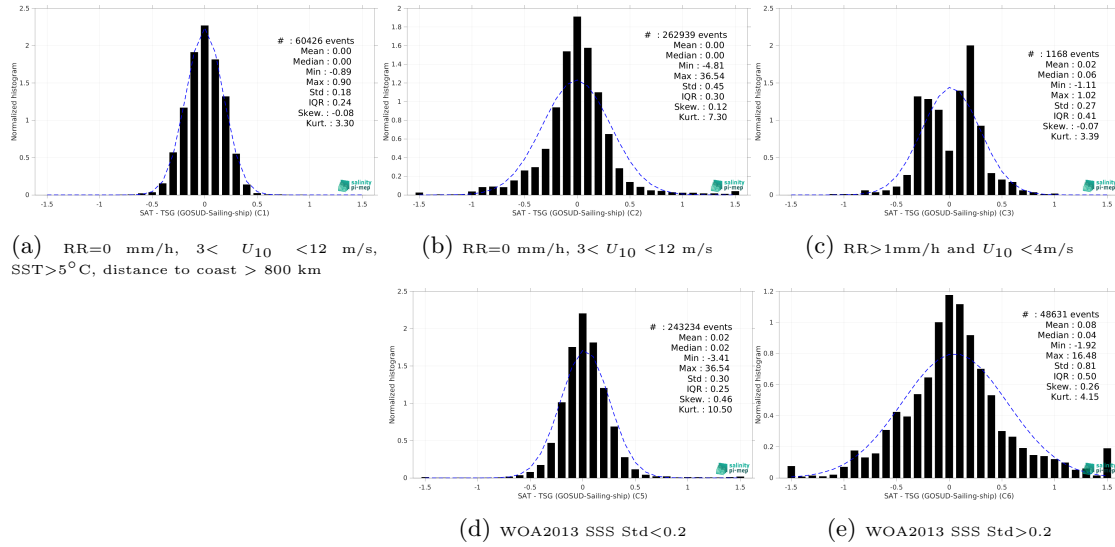 2.5
2
1.5
1
0.5
0
Normalized histogram
# : 60426 events
Mean : 0.00
Median : 0.00
Min : -0.89
Max : 0.90
Std : 0.18
IQR : 0.24
Skew. : -0.08
Kurt. : 3.30
salinity
pi-mep
-1.5 -1 -0.5 0 0.5 1 1.5
SAT - TSG (GOSUD-Sailing-ship) (C1)
(a) RR=0 mm/h, 3< U10 <12 m/s,
SST>5°C, distance to coast > 800 km
2
1.8
1.6
1.4
1.2
1
0.8
0.6
0.4
0.2
0
Normalized histogram
# : 262939 events
Mean : 0.00
Median : 0.00
Min : -4.81
Max : 36.54
Std : 0.45
IQR : 0.30
Skew. : 0.12
Kurt. : 7.30
salinity
pi-mep
-1.5 -1 -0.5 0 0.5 1 1.5
SAT - TSG (GOSUD-Sailing-ship) (C2)
(b) RR=0 mm/h, 3< U10 <12 m/s
2.5
2
1.5
1
0.5
0
Normalized histogram
# : 1168 events
Mean : 0.02
Median : 0.06
Min : -1.11
Max : 1.02
Std : 0.27
IQR : 0.41
Skew. : -0.07
Kurt. : 3.39
salinity
pi-mep
-1.5 -1 -0.5 0 0.5 1 1.5
SAT - TSG (GOSUD-Sailing-ship) (C3)
(c) RR>1mm/h and U10 <4m/s
2.5
2
1.5
1
0.5
0
Normalized histogram
# : 243234 events
Mean : 0.02
Median : 0.02
Min : -3.41
Max : 36.54
Std : 0.30
IQR : 0.25
Skew. : 0.46
Kurt. : 10.50
salinity
pi-mep
-1.5 -1 -0.5 0 0.5 1 1.5
SAT - TSG (GOSUD-Sailing-ship) (C5)
(d) WOA2013 SSS Std<0.2
1.2
1
0.8
0.6
0.4
0.2
0
Normalized histogram
# : 48631 events
Mean : 0.08
Median : 0.04
Min : -1.92
Max : 16.48
Std : 0.81
IQR : 0.50
Skew. : 0.26
Kurt. : 4.15
salinity
pi-mep
-1.5 -1 -0.5 0 0.5 1 1.5
SAT - TSG (GOSUD-Sailing-ship) (C6)
(e) WOA2013 SSS Std>0.2